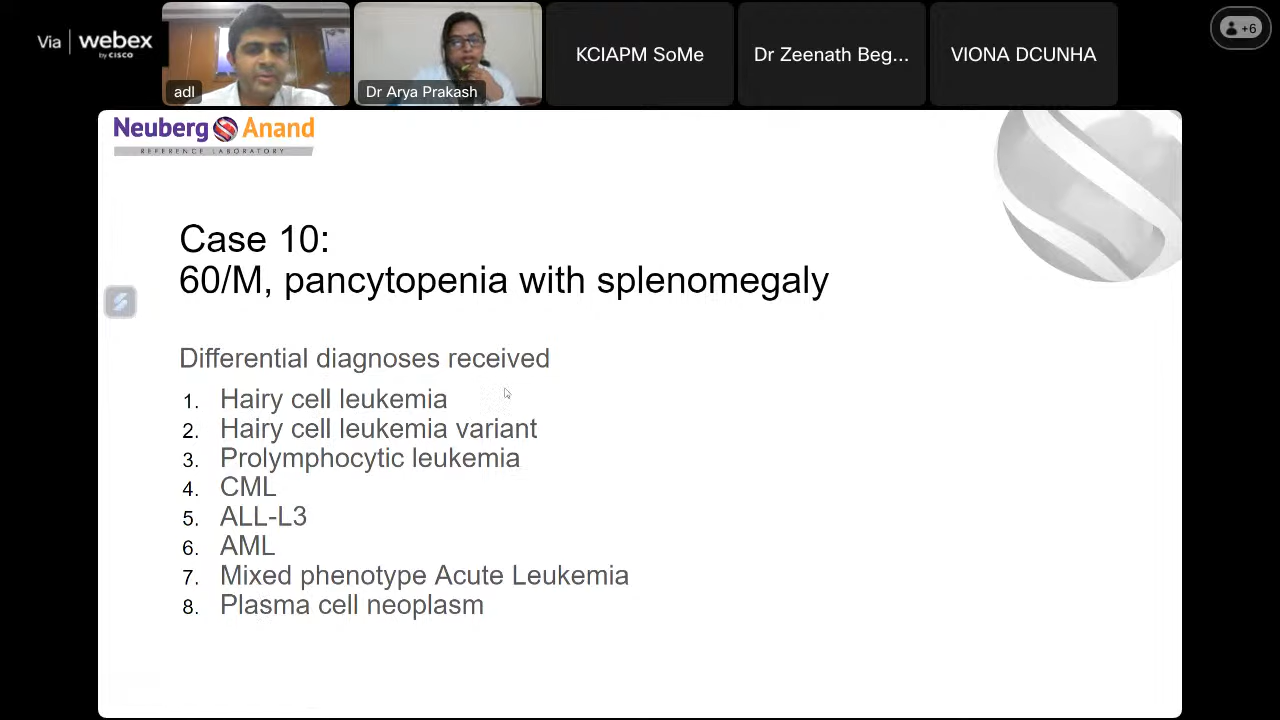 Via webex
by CISCO
adl
Dr Arya Prakash
KCIAPM SoMe
Dr Zeenath Beg...
VIONA DCUNHA
+6
Neuberg Anand
REFERENCE LABORATORY
Case 10:
60/M, pancytopenia with splenomegaly
Differential diagnoses received
1. Hairy cell leukemia
2. Hairy cell leukemia variant
3. Prolymphocytic leukemia
4. CML
5. ALL-L3
6. AML
7. Mixed phenotype Acute Leukemia
8. Plasma cell neoplasm